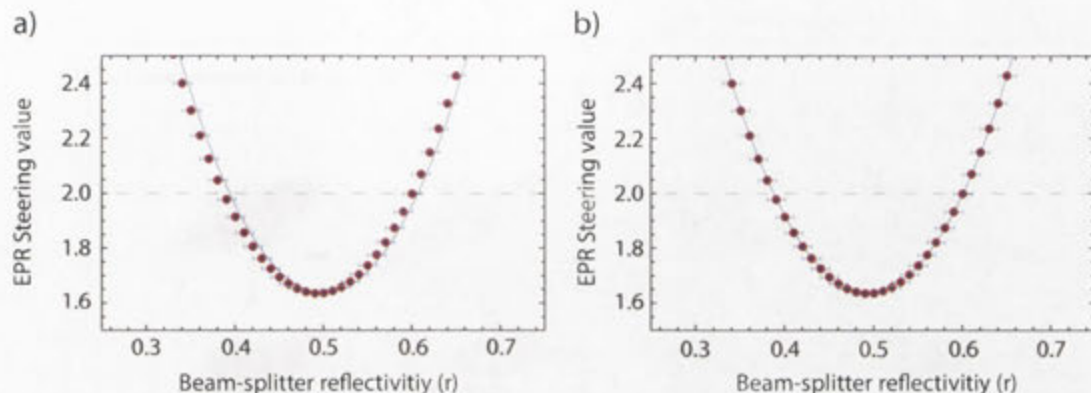 a)
EPR Steering value
2.4
2.2
2.0
1.8
1.6
0.3 0.4 0.5 0.6 0.7
Beam-splitter reflectivitiy (r)
b)
EPR Steering value
2.4
2.2
2.0
1.8
1.6
0.3 0.4 0.5 0.6 0.7
Beam-splitter reflectivitiy (r)